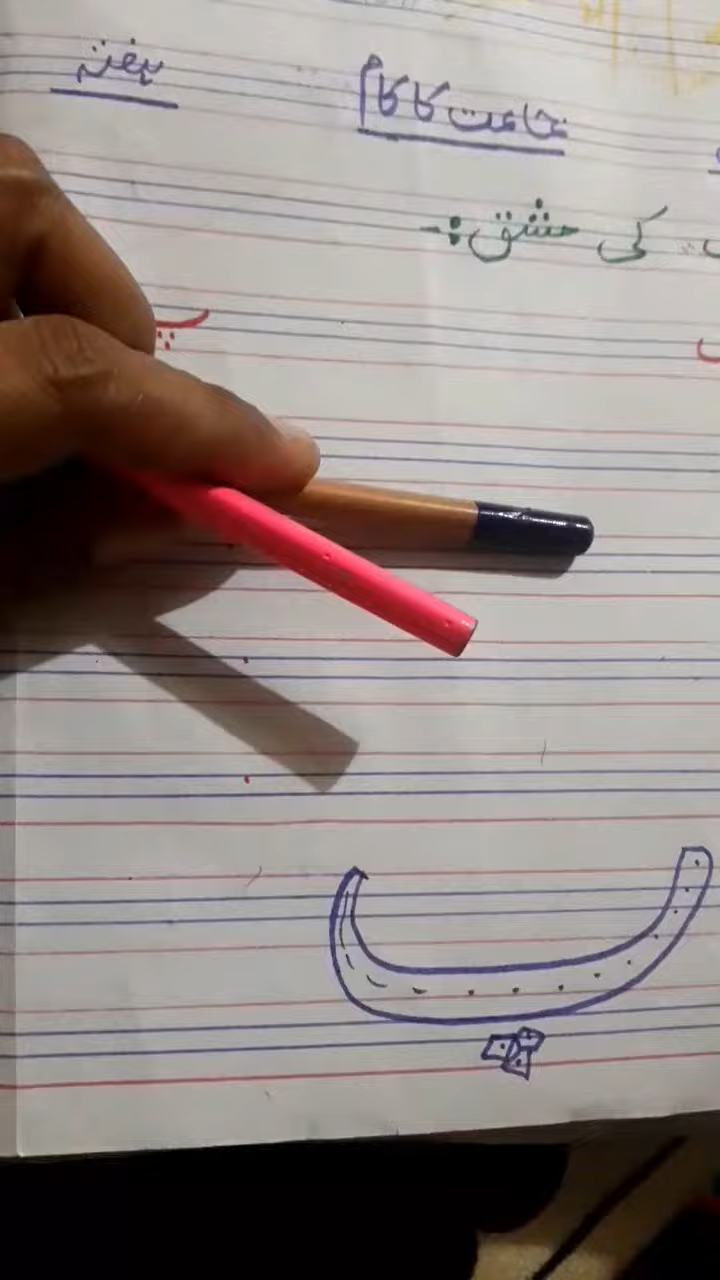 جماعت کا کام ہفتہ
کی مشق:-
پ
پ